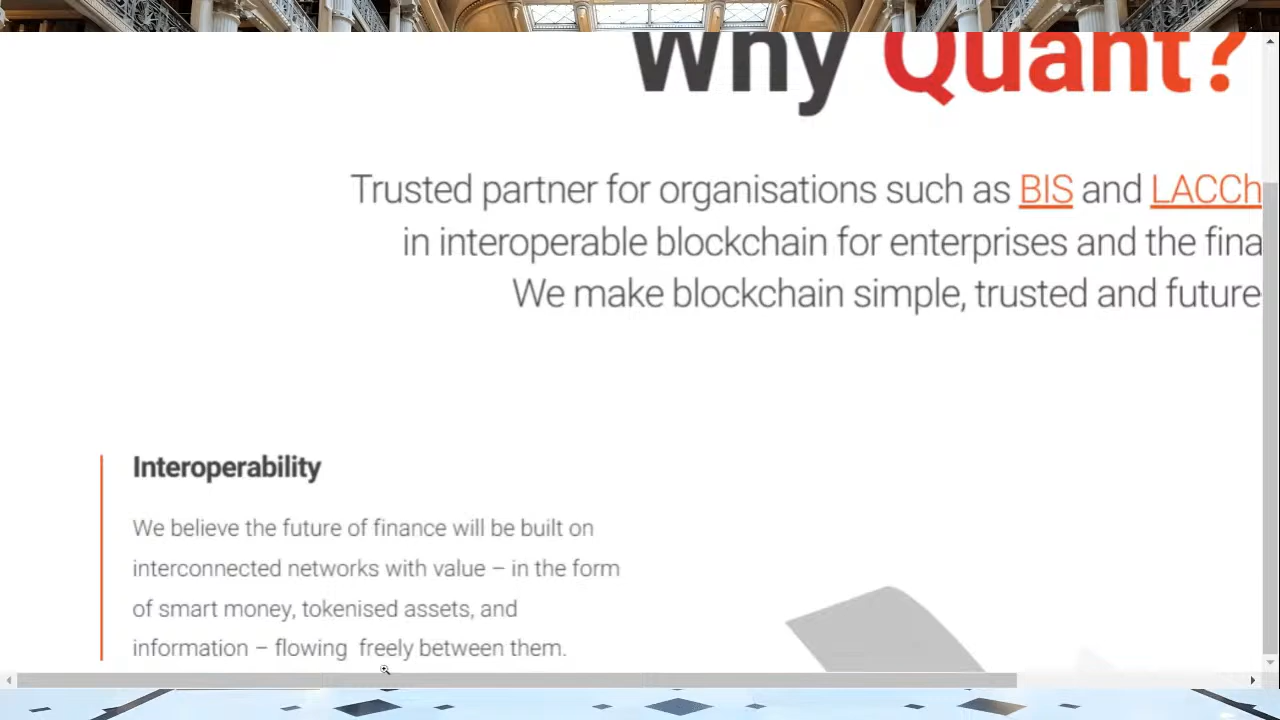 Why Quant?
Trusted partner for organisations such as BIS and LACCh
in interoperable blockchain for enterprises and the fina
We make blockchain simple, trusted and future
Interoperability
We believe the future of finance will be built on
interconnected networks with value – in the form
of smart money, tokenised assets, and
information – flowing  freely between them.